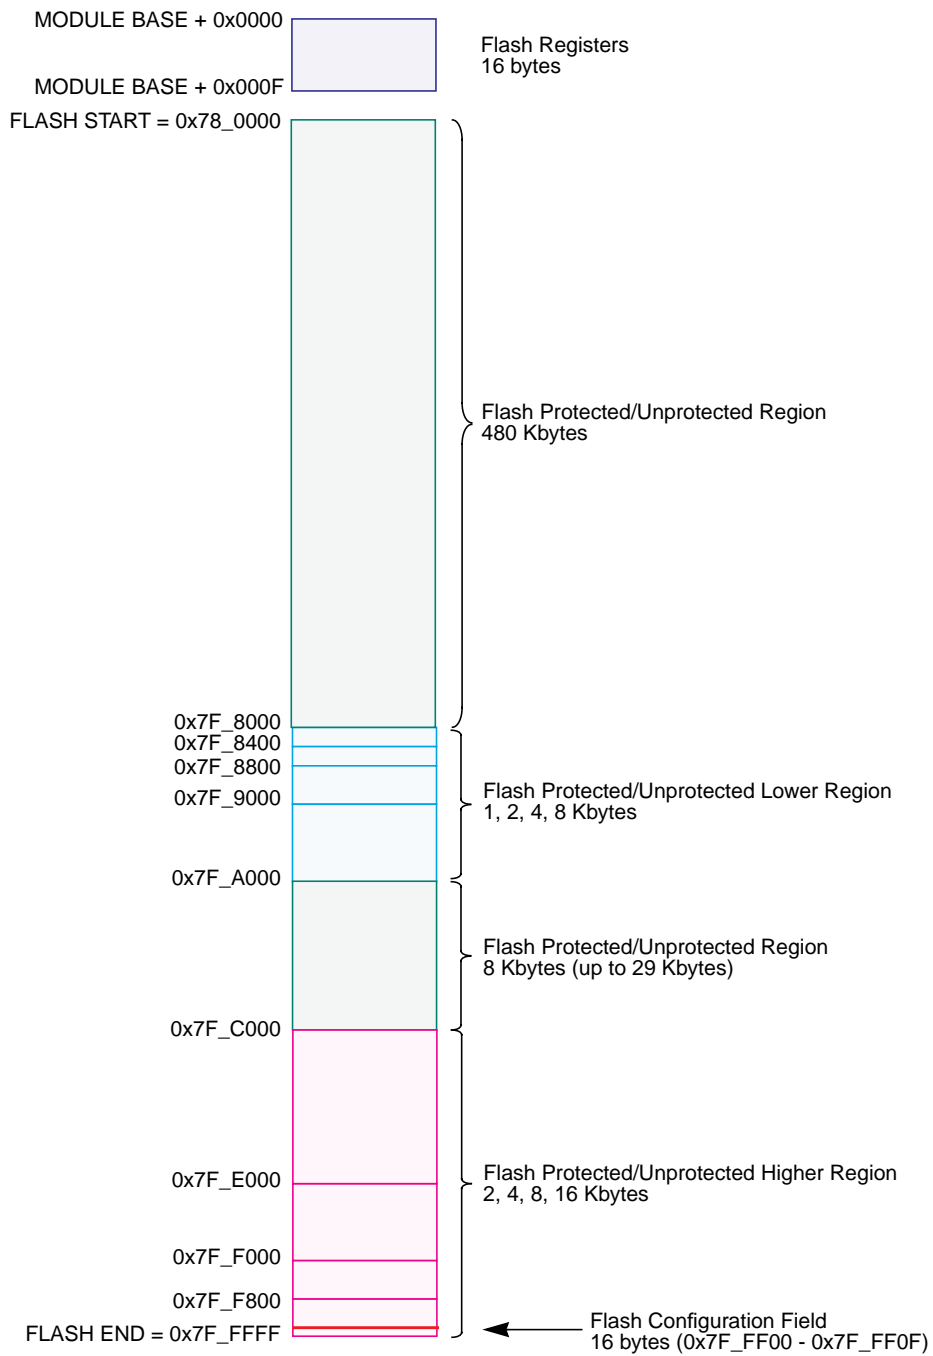 MODULE BASE + 0x0000
Flash Registers
16 bytes
MODULE BASE + 0x000F
FLASH START = 0x78_0000
Flash Protected/Unprotected Region
480 Kbytes
0x7F_8000
0x7F_8400
0x7F_8800
0x7F_9000
Flash Protected/Unprotected Lower Region
1, 2, 4, 8 Kbytes
0x7F_A000
Flash Protected/Unprotected Region
8 Kbytes (up to 29 Kbytes)
0x7F_C000
0x7F_E000
Flash Protected/Unprotected Higher Region
2, 4, 8, 16 Kbytes
0x7F_F000
0x7F_F800
FLASH END = 0x7F_FFFF
Flash Configuration Field
16 bytes (0x7F_FF00 - 0x7F_FF0F)